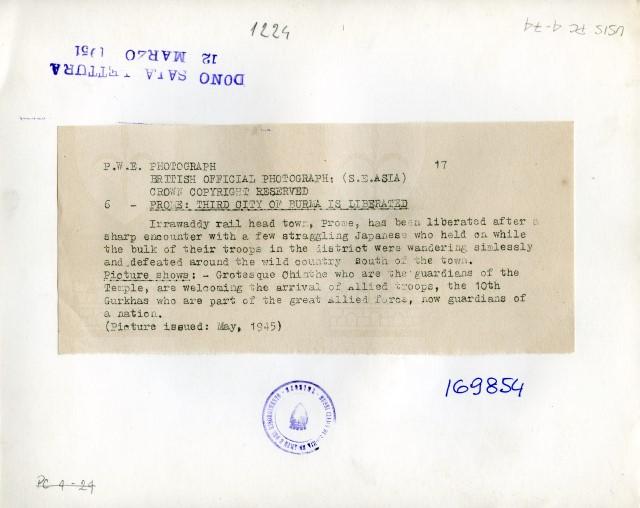 1224
USIS PC 4-74
12 MARZO 1951
DONO SALA LETTURA
P.W.E. PHOTOGRAPH 17
BRITISH OFFICIAL PHOTOGRAPH: (S.E.ASIA)
CROWN COPYRIGHT RESERVED
6 - PROME: THIRD CITY OF BURMA IS LIBERATED
Irrawaddy rail head town, Prome, has been liberated after a
sharp encounter with a few straggling Japanese who held on while
the bulk of their troops in the district were wandering aimlessly
and defeated around the wild country south of the town.
Picture shows: - Grotesque Chinthe who are the guardians of the
Temple, are welcoming the arrival of Allied troops, the 10th
Gurkhas who are part of the great Allied force, now guardians of
a nation.
(Picture issued: May, 1945)
169854
PC 4-24